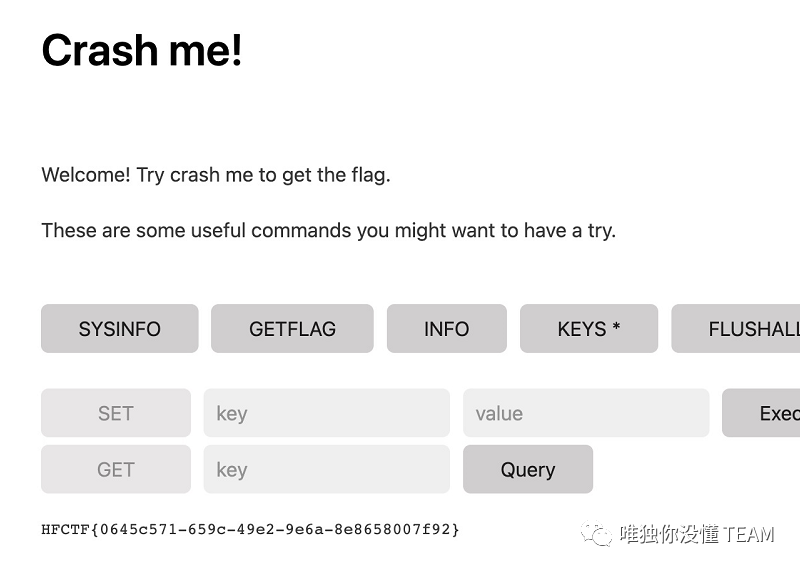 Crash me!
Welcome! Try crash me to get the flag.
These are some useful commands you might want to have a try.
SYSINFO GETFLAG INFO KEYS * FLUSHALL
SET key value Exec
GET key Query
HFCTF{0645c571-659c-49e2-9e6a-8e8658007f92}
唯独你没懂 TEAM